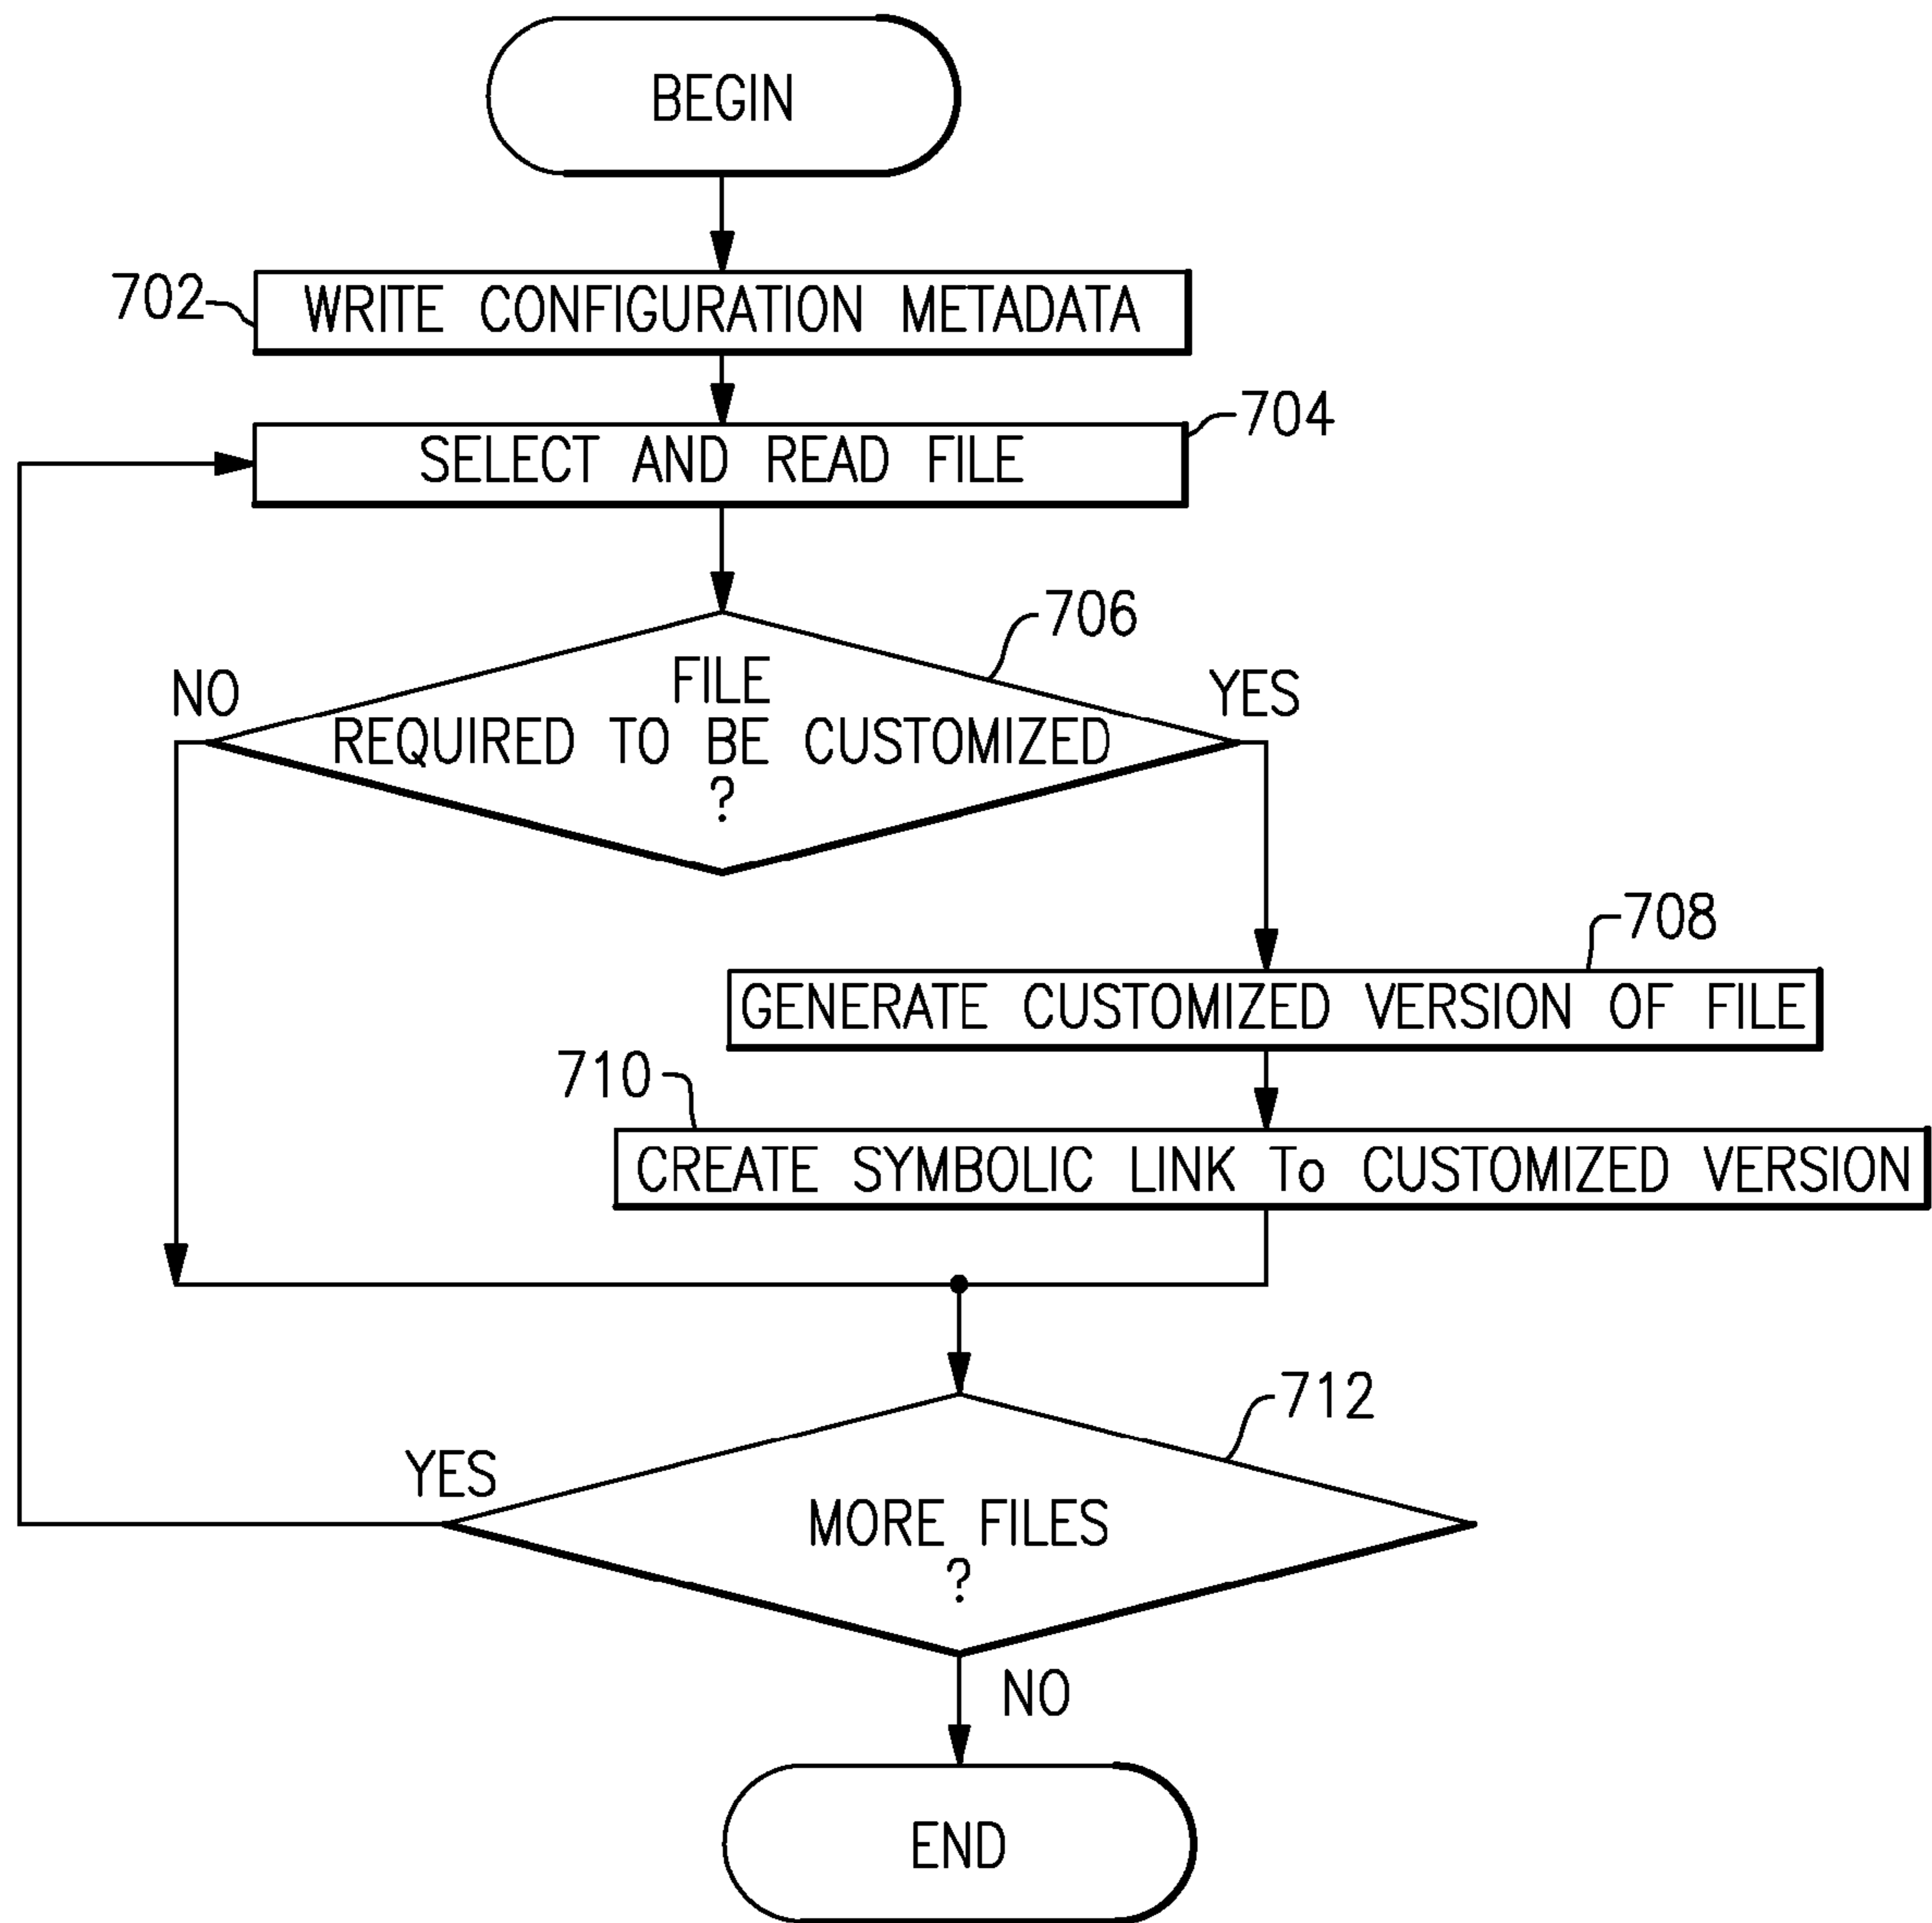 BEGIN
702
WRITE CONFIGURATION METADATA
704
SELECT AND READ FILE
706
NO
FILE
YES
REQUIRED TO BE CUSTOMIZED
?
708
GENERATE CUSTOMIZED VERSION OF FILE
710
CREATE SYMBOLIC LINK To CUSTOMIZED VERSION
712
YES
MORE FILES
?
NO
END